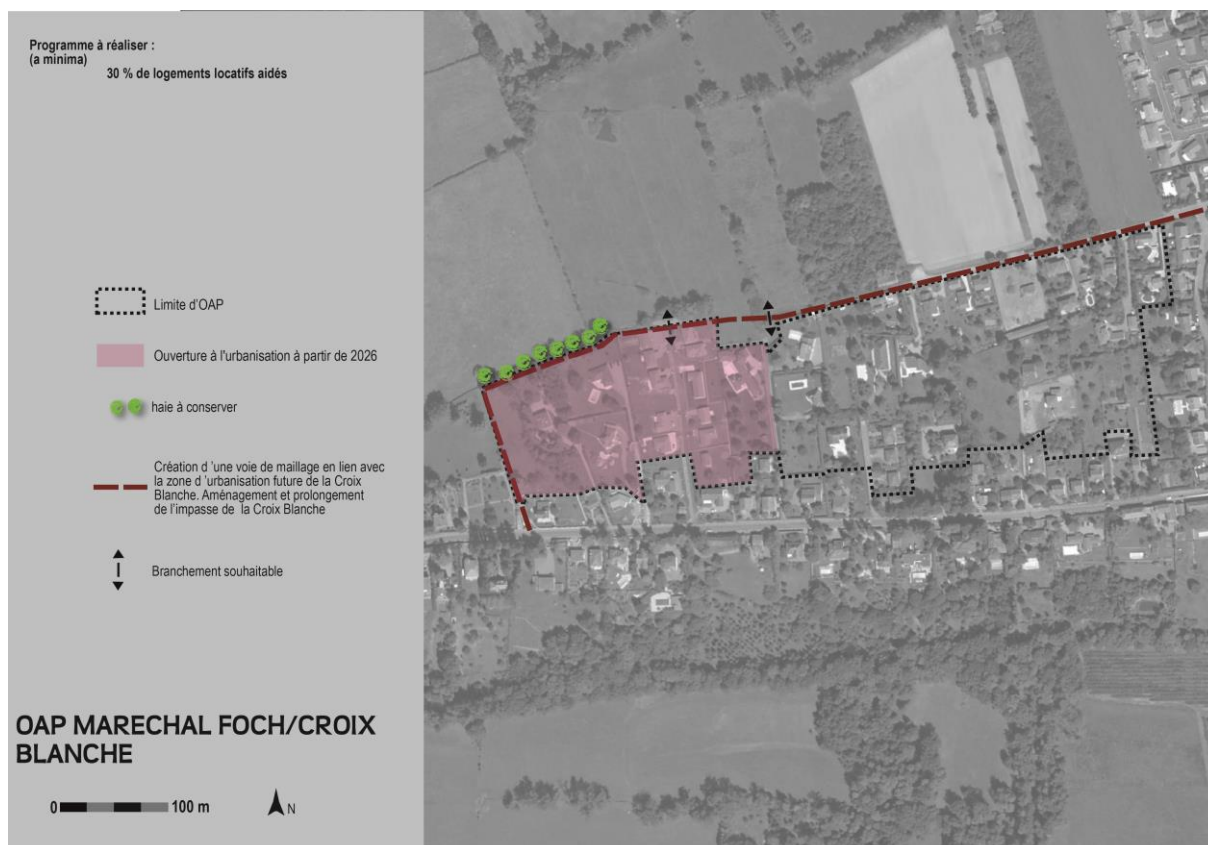 Programme à réaliser :
(a minima)
30 % de logements locatifs aidés
Limite d'OAP
Ouverture à l'urbanisation à partir de 2026
haie à conserver
Création d 'une voie de maillage en lien avec
la zone d 'urbanisation future de la Croix
Blanche. Aménagement et prolongement
de l'impasse de la Croix Blanche
Branchement souhaitable
OAP MARECHAL FOCH/CROIX
BLANCHE
0 100 m N